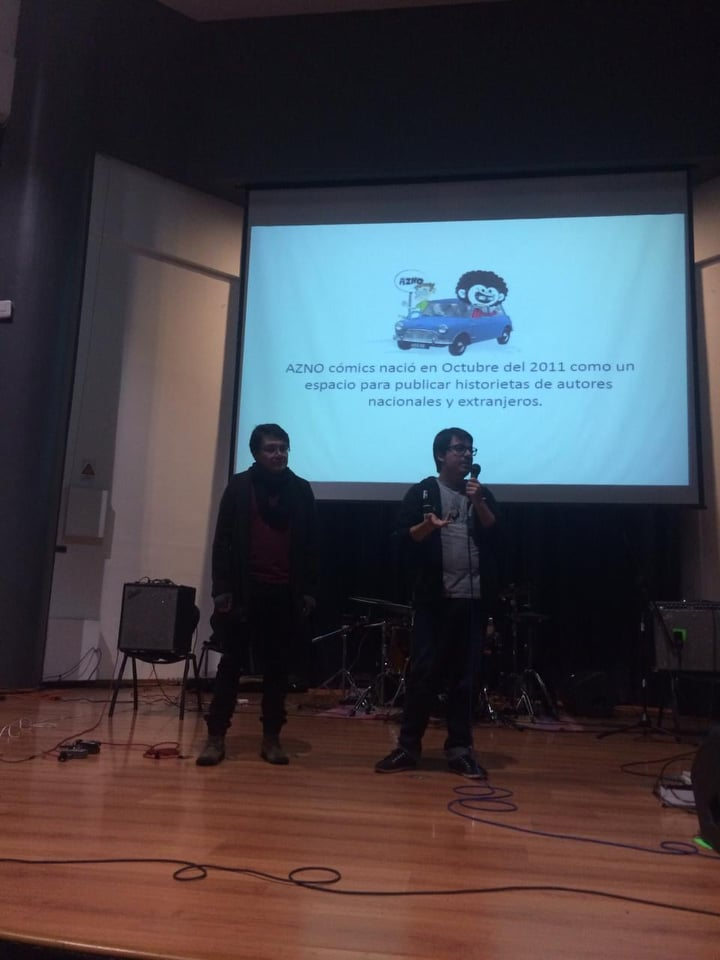 AZNO
AZNO cómics nació en Octubre del 2011 como un
espacio para publicar historietas de autores
nacionales y extranjeros.